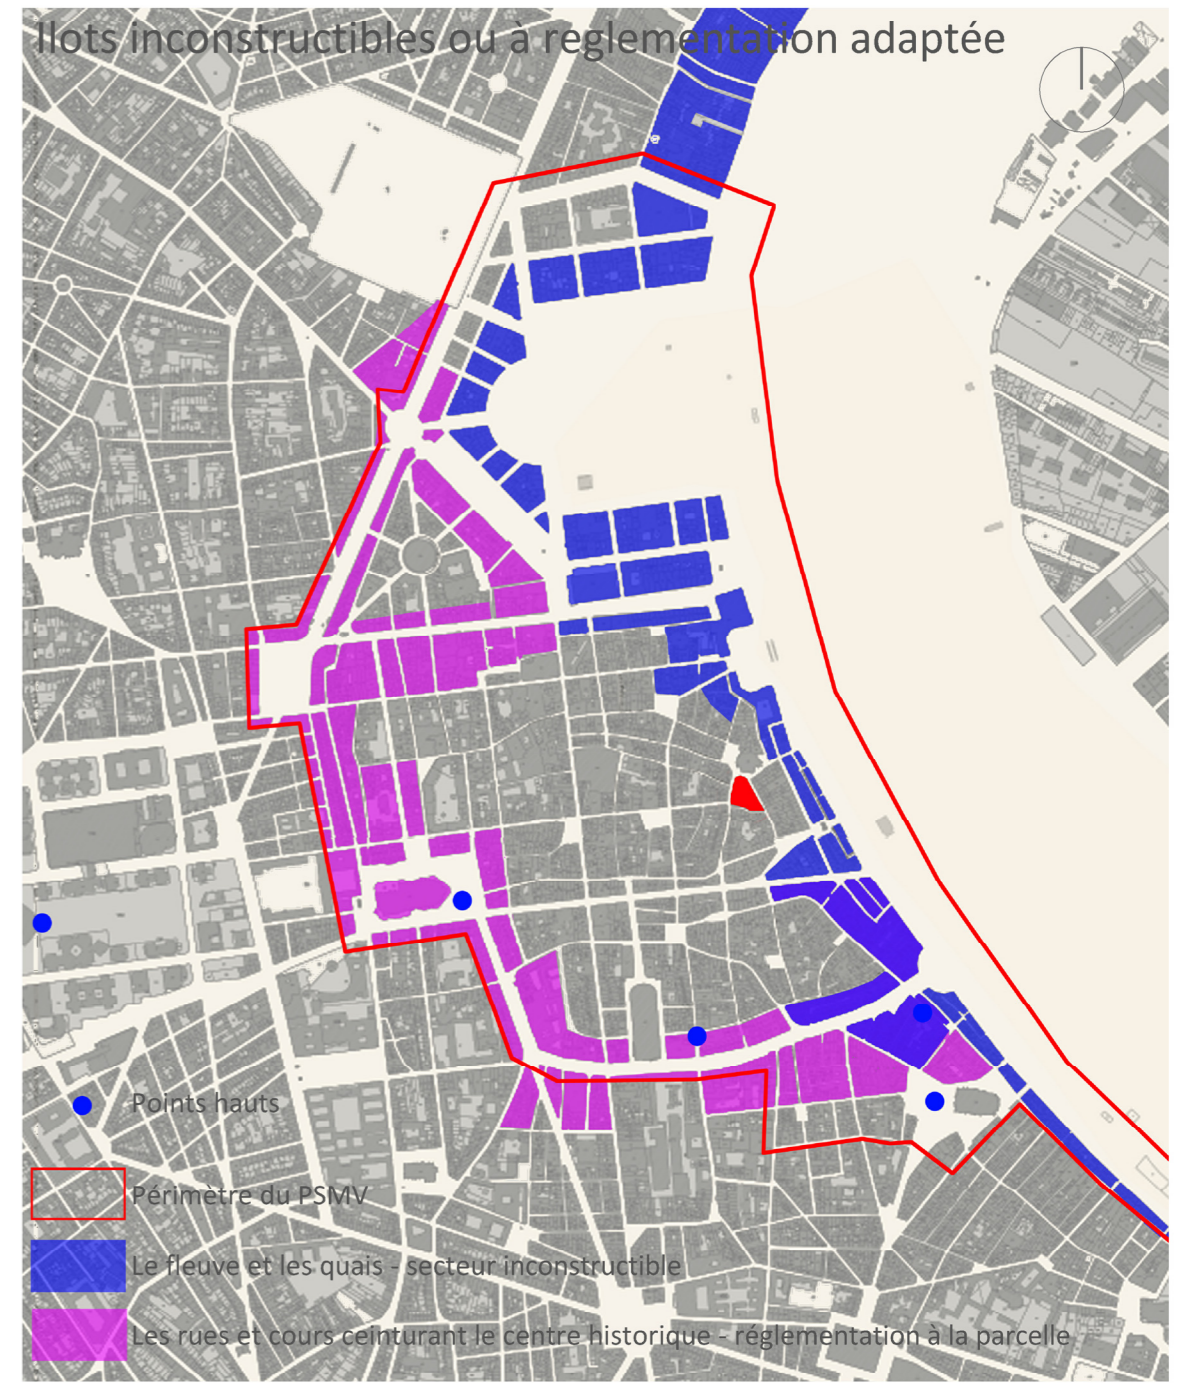 Ilots inconstructibles ou à reglementation adaptée
Points hauts
Périmètre du PSMV
Le fleuve et les quais - secteur inconstructible
Les rues et cours ceinturant le centre historique - réglementation à la parcelle